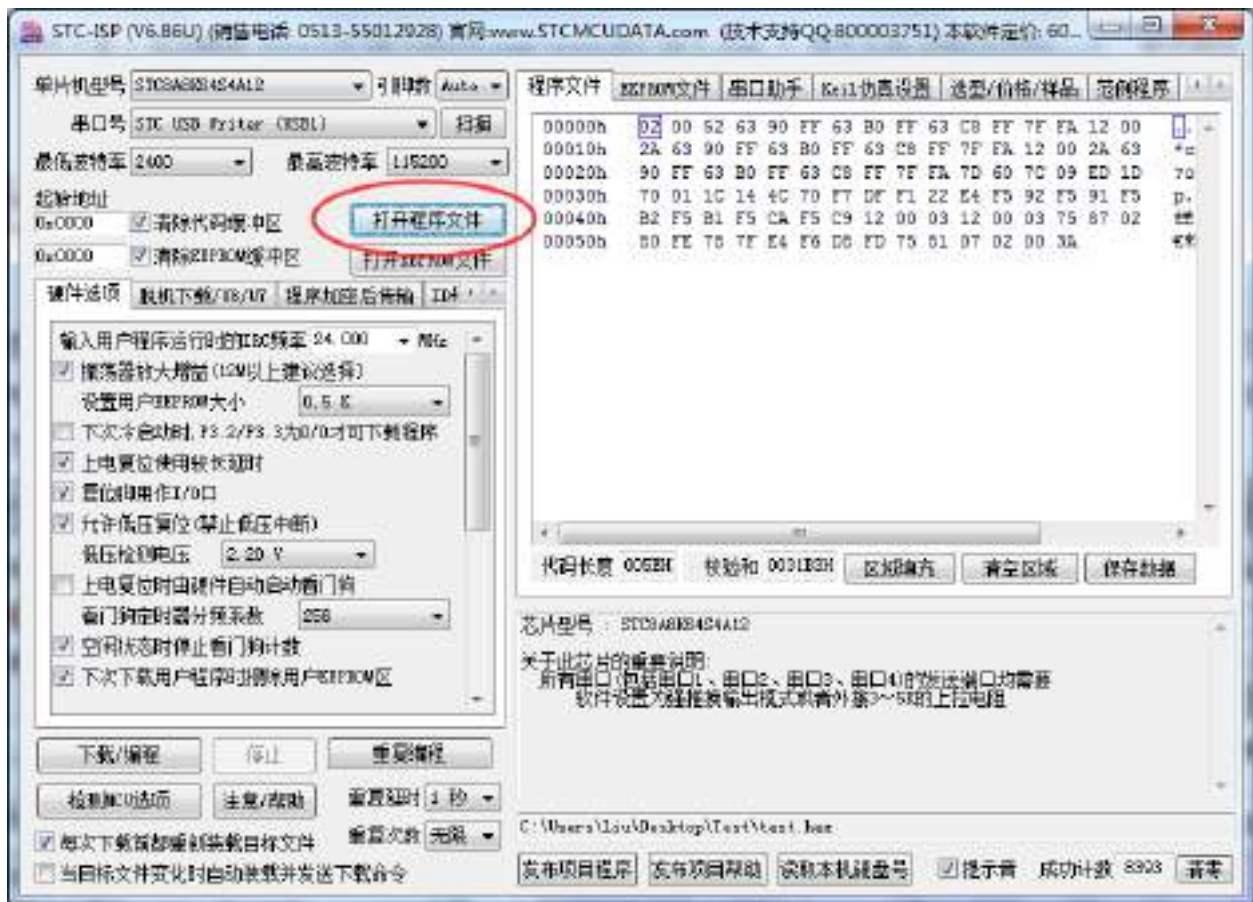 STC-ISP (V6.86U) (销售电话: 0513-55012928) 官网:www.STCMCUDATA.com (技术支持QQ:800003751) 本软件定价: 60...
单片机型号 STC8A8K64S4A12 引脚数 Auto
串口号 STC USB Writer (USB1) 扫描
最低波特率 2400 最高波特率 115200
起始地址
0x0000 清除代码缓冲区 打开程序文件
0x0000 清除EEPROM缓冲区 打开EEPROM文件
硬件选项 脱机下载/U8/U7 程序加密后传输 ID号
输入用户程序运行时的IRC频率 24.000 MHz
振荡器放大增益(12M以上建议选择)
设置用户EEPROM大小 0.5 K
下次冷启动时, P3.2/P3.3为0/0才可下载程序
上电复位使用较长延时
复位脚用作I/O口
允许低压复位(禁止低压中断)
低压检测电压 2.20 V
上电复位时由硬件自动启动看门狗
看门狗定时器分频系数 256
空闲状态时停止看门狗计数
下次下载用户程序时擦除用户EEPROM区
下载/编程 停止 重复编程
检测MCU选项 注意/帮助 重复延时 1 秒
每次下载前都重新装载目标文件 重复次数 无限
当目标文件变化时自动装载并发送下载命令
程序文件 EEPROM文件 串口助手 Keil仿真设置 选型/价格/样品 范例程序
00000h 02 00 52 63 90 FF 63 B0 FF 63 C8 FF 7F FA 12 00
00010h 2A 63 90 FF 63 B0 FF 63 C8 FF 7F FA 12 00 2A 63
00020h 90 FF 63 B0 FF 63 C8 FF 7F FA 7D 60 7C 09 ED 1D
00030h 70 01 1C 14 4C 70 F7 DF F1 22 E4 F5 92 F5 91 F5
00040h B2 F5 B1 F5 CA F5 C9 12 00 03 12 00 03 75 87 02
00050h 80 FE 78 7F E4 F6 D8 FD 75 81 07 02 00 3A
代码长度 005EH 校验和 区域填充 清空区域 保存数据
芯片型号 : STC8A8K64S4A12
关于此芯片的重要说明:
所有串口(包括串口1、串口2、串口3、串口4)的发送端口均需要
软件设置为强推挽输出模式或者外接3~5K的上拉电阻
C:\Users\Liu\Desktop\Test\test.hex
发布项目程序 发布项目帮助 读取本机硬盘号 提示音 成功计数 8393 清零